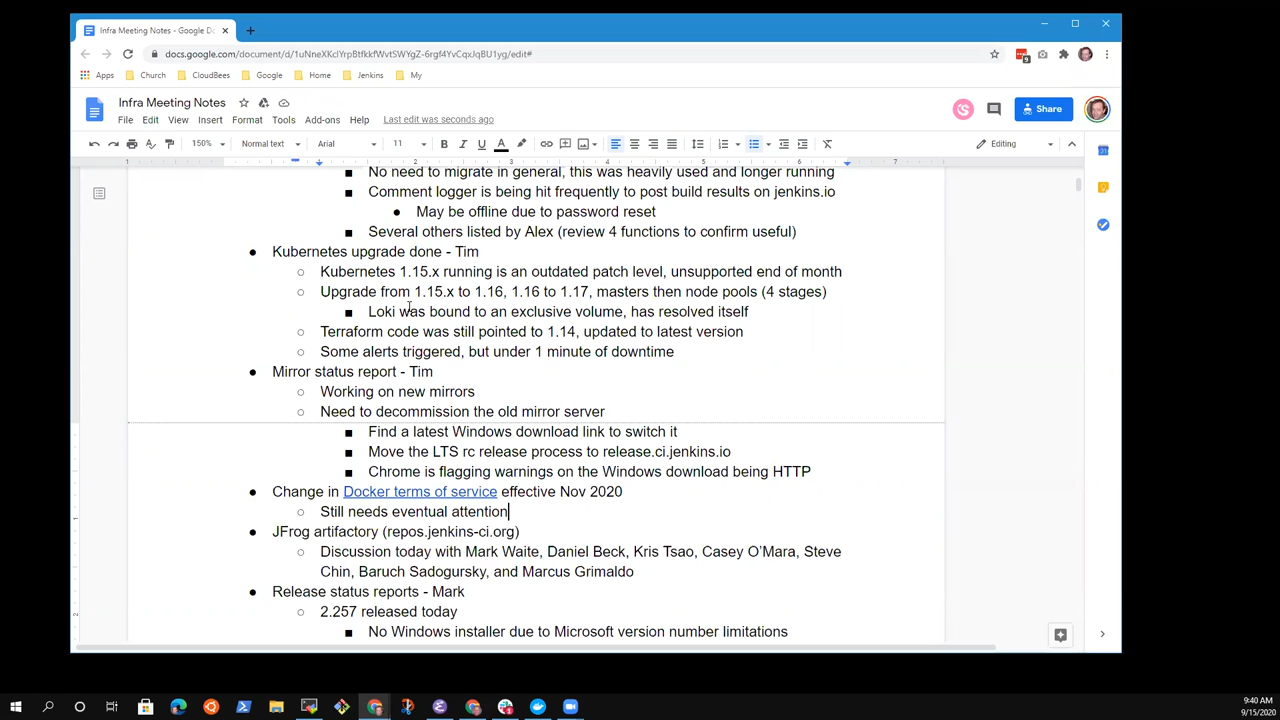 Infra Meeting Notes - Google Do
docs.google.com/document/d/1uNneXKclYrpBtfkkfWvtSWYgZ-6rgf4YvCqxJqBU1yg/edit#
9
Apps Church CloudBees Google Home Jenkins My
Infra Meeting Notes
File Edit View Insert Format Tools Add-ons Help Last edit was seconds ago
Share
150% Normal text Arial 11 Editing
1 1 2 3 4 5 6 7
No need to migrate in general, this was heavily used and longer running
Comment logger is being hit frequently to post build results on jenkins.io
May be offline due to password reset
Several others listed by Alex (review 4 functions to confirm useful)
Kubernetes upgrade done - Tim
Kubernetes 1.15.x running is an outdated patch level, unsupported end of month
Upgrade from 1.15.x to 1.16, 1.16 to 1.17, masters then node pools (4 stages)
Loki was bound to an exclusive volume, has resolved itself
Terraform code was still pointed to 1.14, updated to latest version
Some alerts triggered, but under 1 minute of downtime
Mirror status report - Tim
Working on new mirrors
Need to decommission the old mirror server
Find a latest Windows download link to switch it
Move the LTS rc release process to release.ci.jenkins.io
Chrome is flagging warnings on the Windows download being HTTP
Change in Docker terms of service effective Nov 2020
Still needs eventual attention
JFrog artifactory (repos.jenkins-ci.org)
Discussion today with Mark Waite, Daniel Beck, Kris Tsao, Casey O’Mara, Steve
Chin, Baruch Sadogursky, and Marcus Grimaldo
Release status reports - Mark
2.257 released today
No Windows installer due to Microsoft version number limitations
9:40 AM
9/15/2020